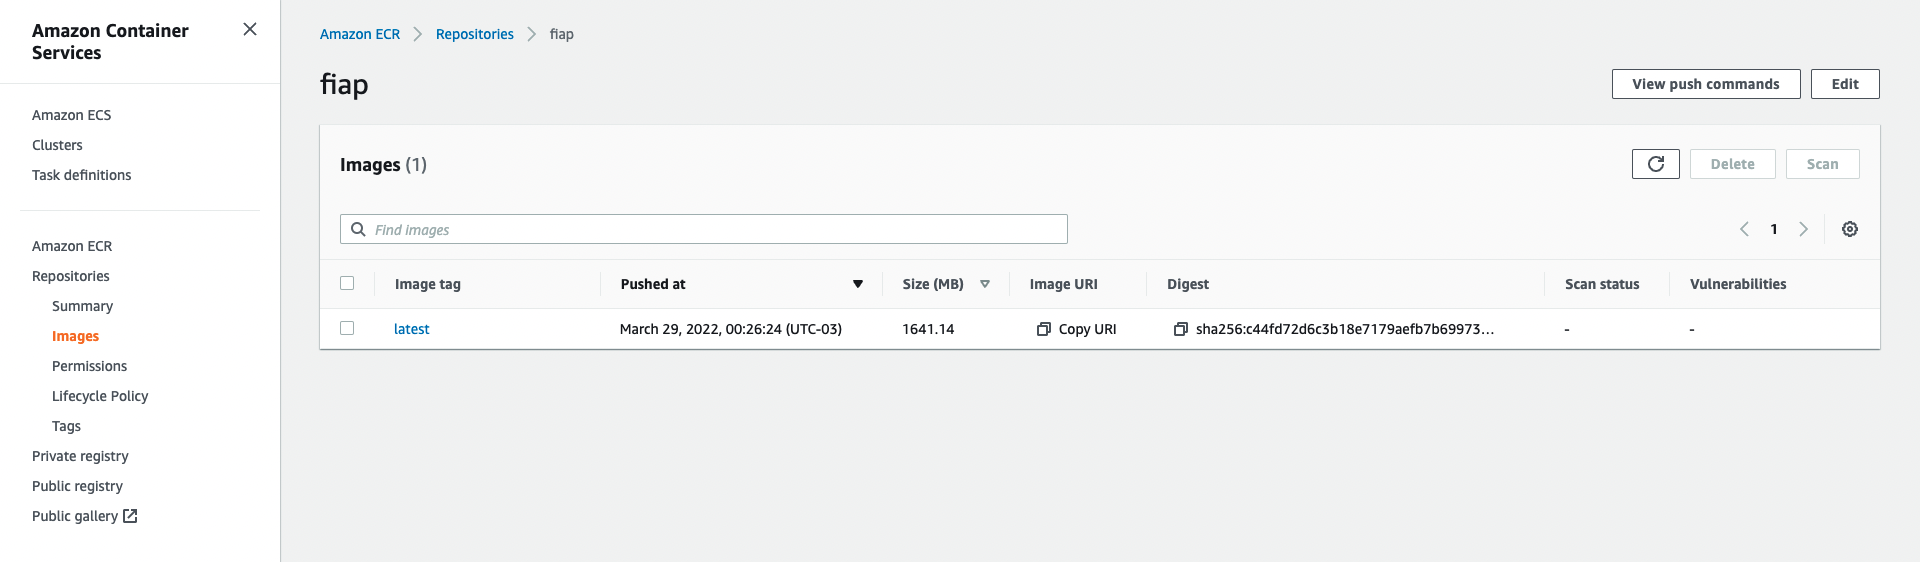 Amazon Container
Services
Amazon ECS
Clusters
Task definitions
Amazon ECR
Repositories
Summary
Images
Permissions
Lifecycle Policy
Tags
Private registry
Public registry
Public gallery
Amazon ECR > Repositories > fiap
fiap
View push commands
Edit
Images (1)
Delete
Scan
Find images
1
Image tag Pushed at Size (MB) Image URI Digest Scan status Vulnerabilities
latest March 29, 2022, 00:26:24 (UTC-03) 1641.14 Copy URI sha256:c44fd72d6c3b18e7179aefb7b69973... - -